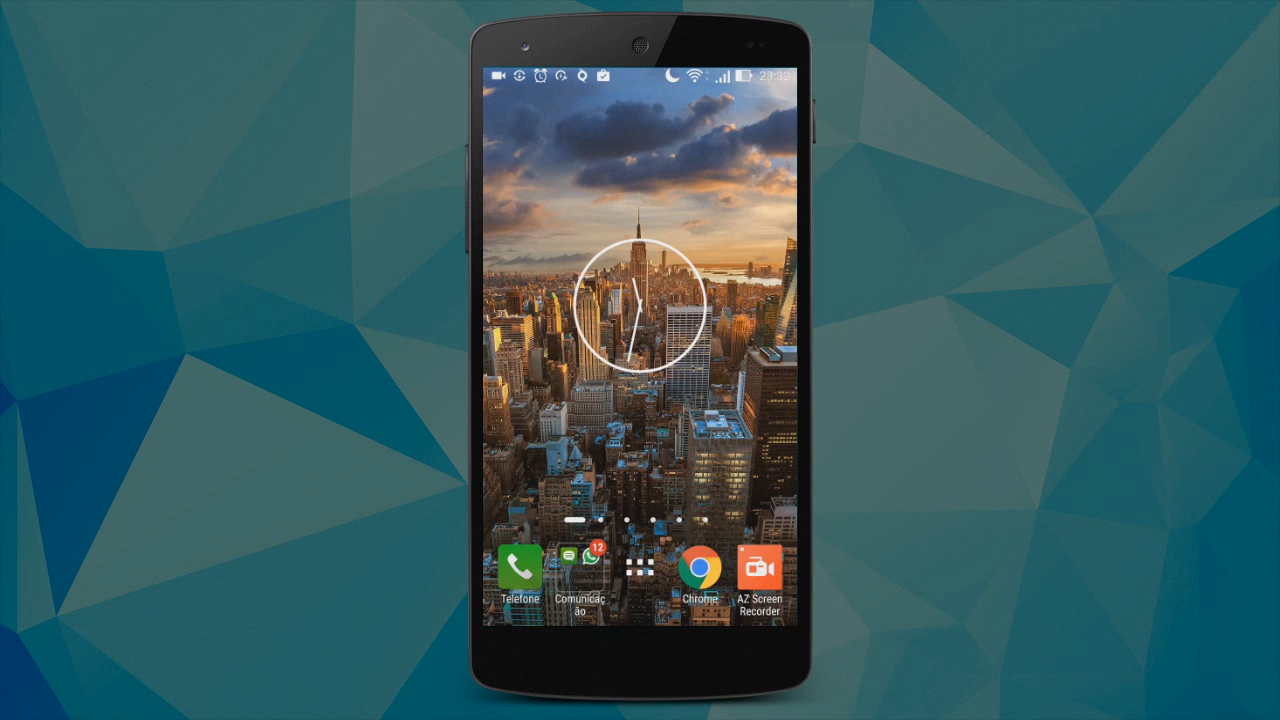 23:32
12
Telefone
Comunicaç
ão
Chrome
AZ Screen
Recorder